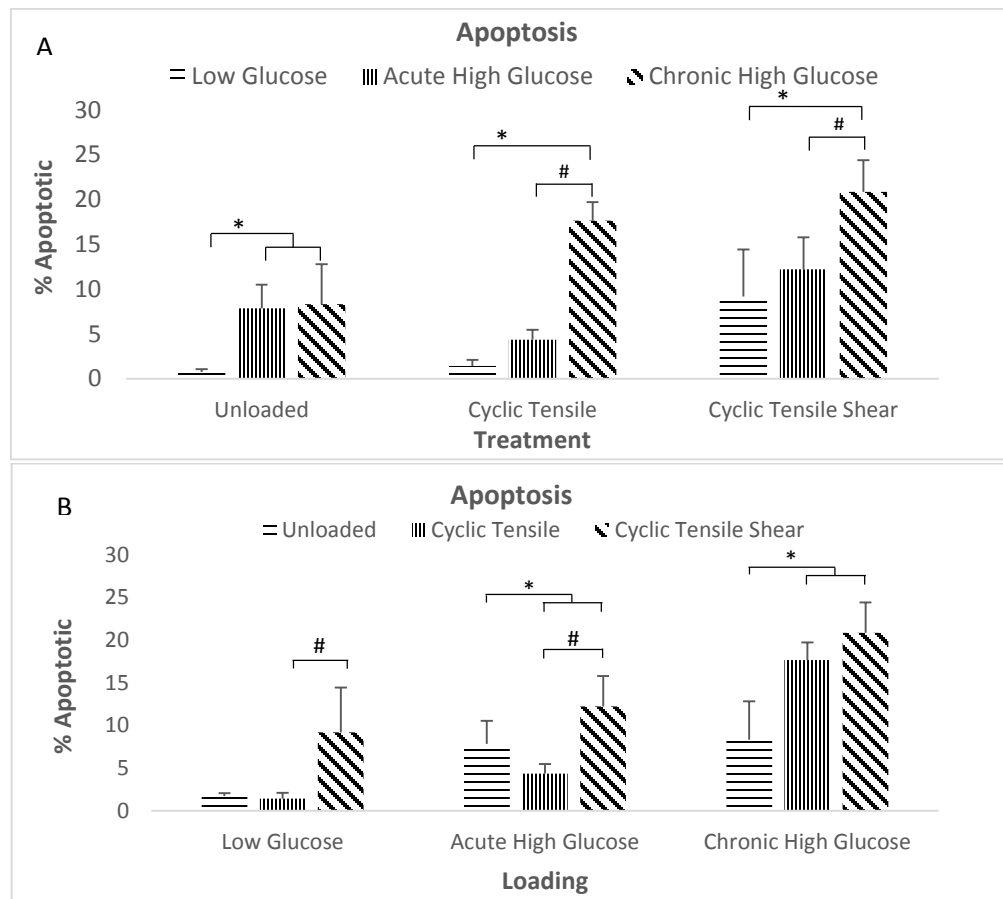 A
Apoptosis
Low Glucose Acute High Glucose Chronic High Glucose
% Apoptotic
30
25
20
15
10
5
0
*
*
#
*
#
Unloaded Cyclic Tensile Cyclic Tensile Shear
Treatment
B
Apoptosis
Unloaded Cyclic Tensile Cyclic Tensile Shear
% Apoptotic
30
25
20
15
10
5
0
#
*
#
*
Low Glucose Acute High Glucose Chronic High Glucose
Loading